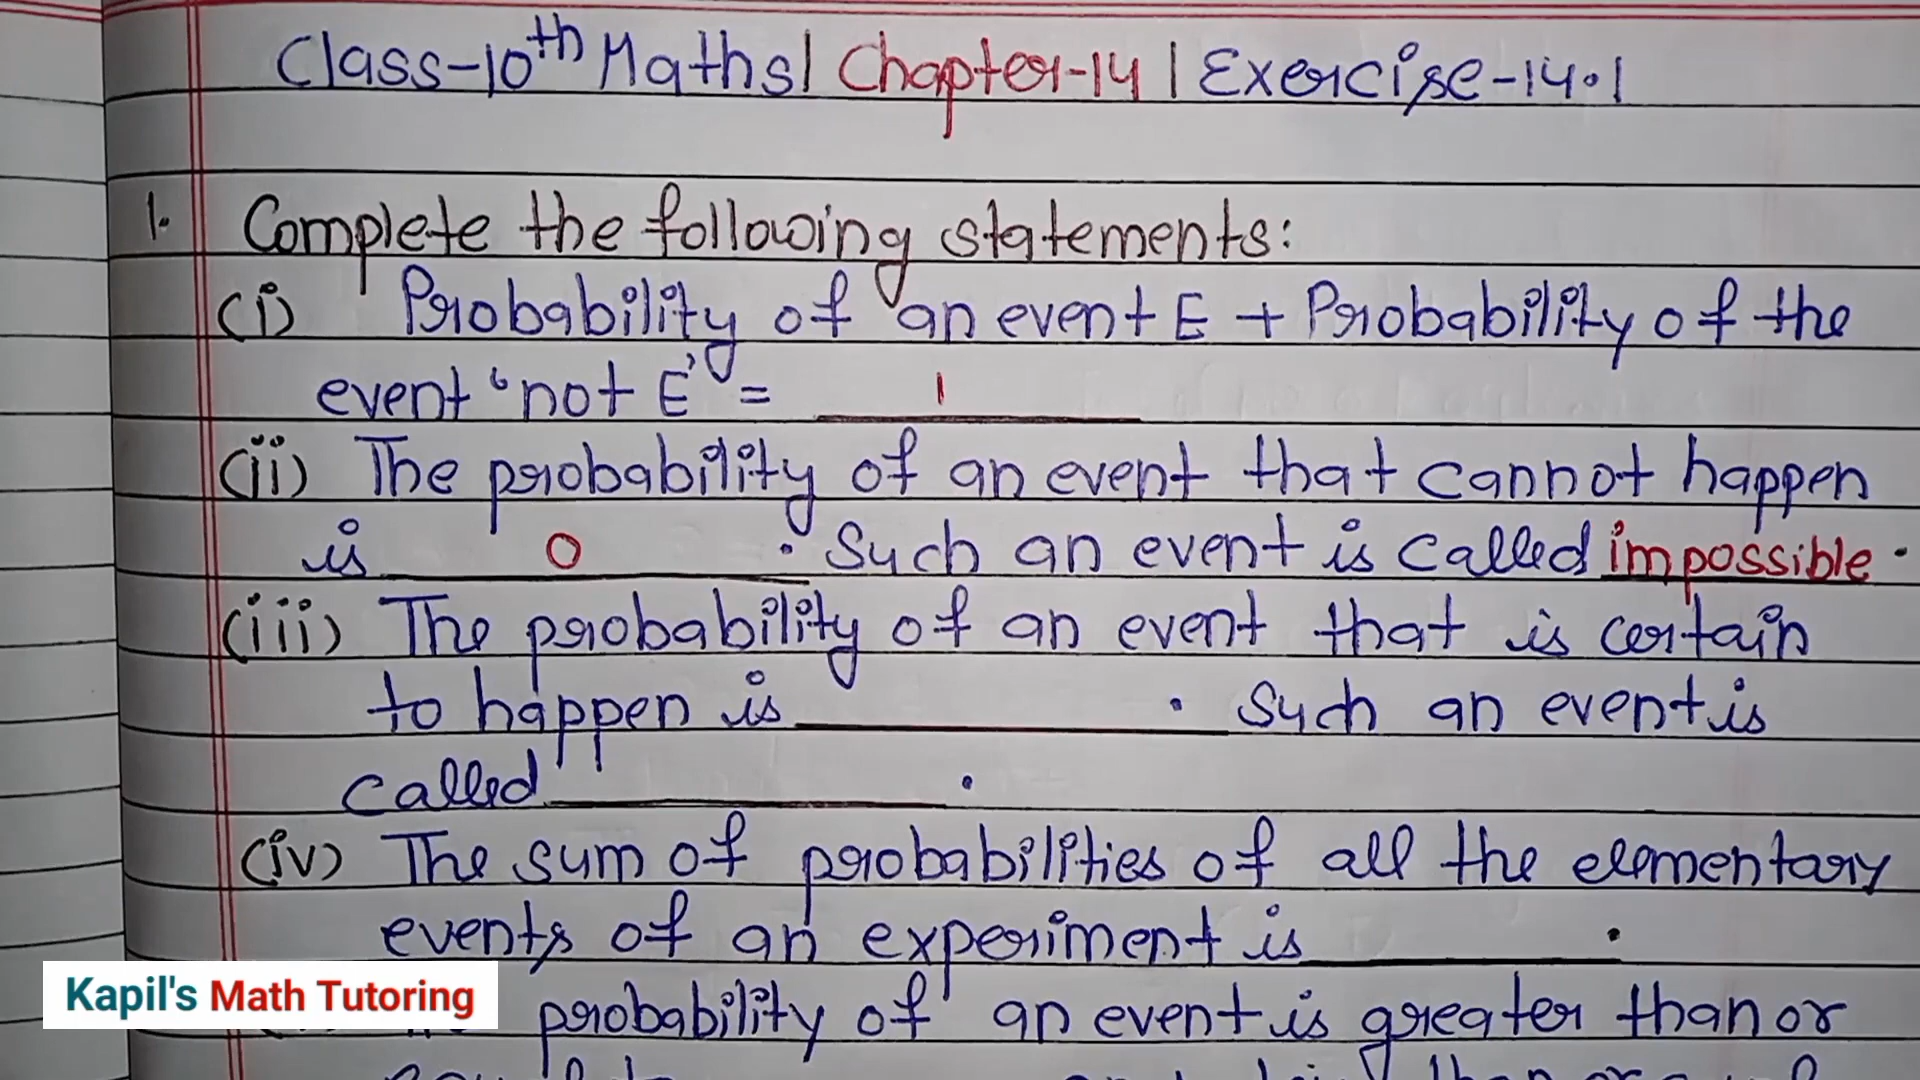 Class-10th Maths| Chapter-14 | Exercise-14.1
1. Complete the following statements:
(i) Probability of an event E + Probability of the
event 'not E' = 1
(ii) The probability of an event that cannot happen
is 0. Such an event is called impossible.
(iii) The probability of an event that is certain
to happen is ________. Such an event is
called ________.
(iv) The sum of probabilities of all the elementary
events of an experiment is ________.
probability of an event is greater than or
Kapil's Math Tutoring